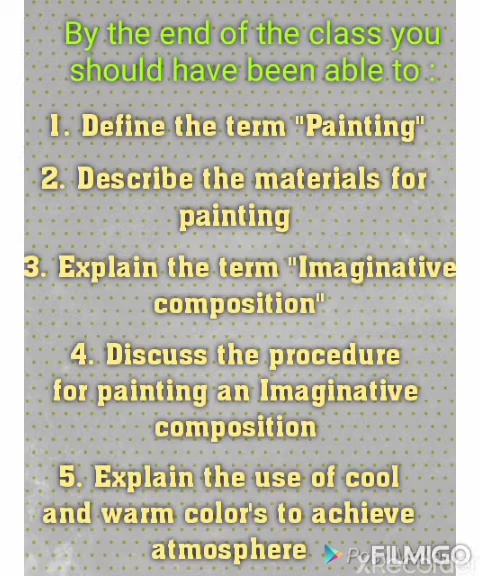 By the end of the class you
should have been able to :
1. Define the term "Painting"
2. Describe the materials for
painting
3. Explain the term "Imaginative
composition"
4. Discuss the procedure
for painting an Imaginative
composition
5. Explain the use of cool
and warm color's to achieve
atmosphere
FILMIGO